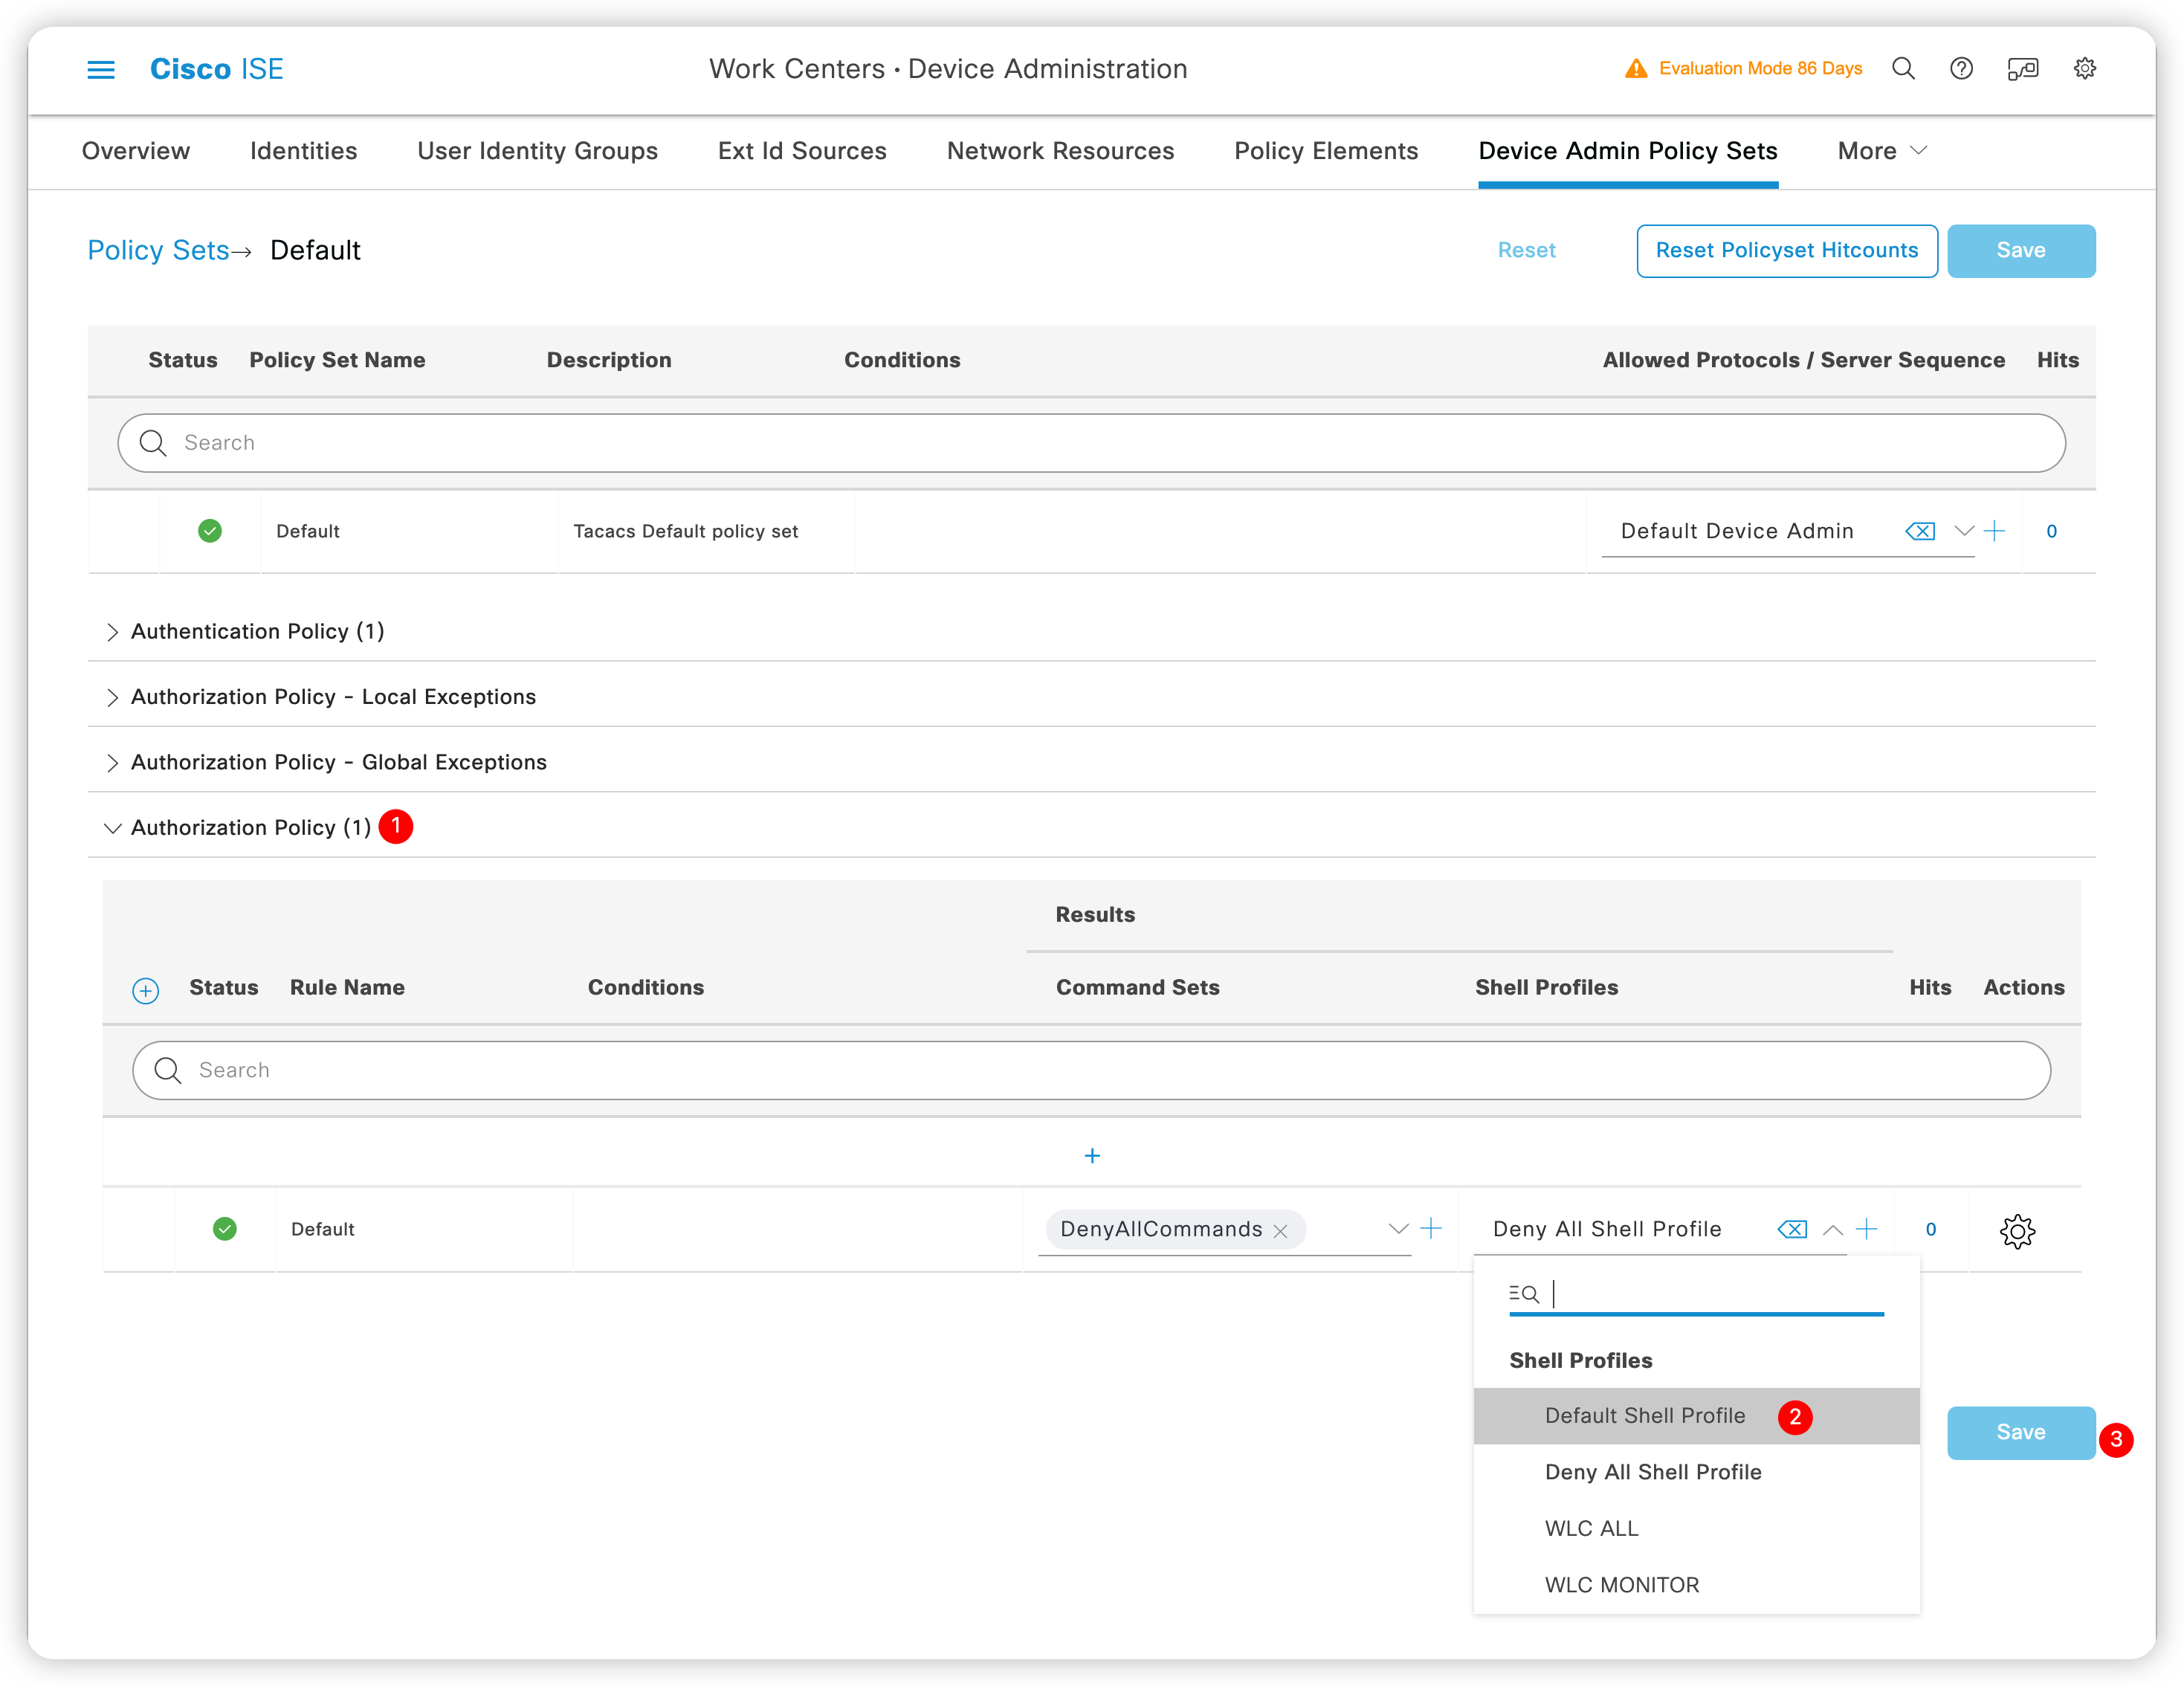 Cisco ISE
Work Centers · Device Administration
Evaluation Mode 86 Days
Overview
Identities
User Identity Groups
Ext Id Sources
Network Resources
Policy Elements
Device Admin Policy Sets
More
Policy Sets→ Default
Reset
Reset Policyset Hitcounts
Save
Status
Policy Set Name
Description
Conditions
Allowed Protocols / Server Sequence
Hits
Search
Default
Tacacs Default policy set
Default Device Admin
0
Authentication Policy (1)
Authorization Policy - Local Exceptions
Authorization Policy - Global Exceptions
Authorization Policy (1)
1
Results
Status
Rule Name
Conditions
Command Sets
Shell Profiles
Hits
Actions
Search
Default
DenyAllCommands
Deny All Shell Profile
0
Shell Profiles
Default Shell Profile
2
Deny All Shell Profile
WLC ALL
WLC MONITOR
Save
3